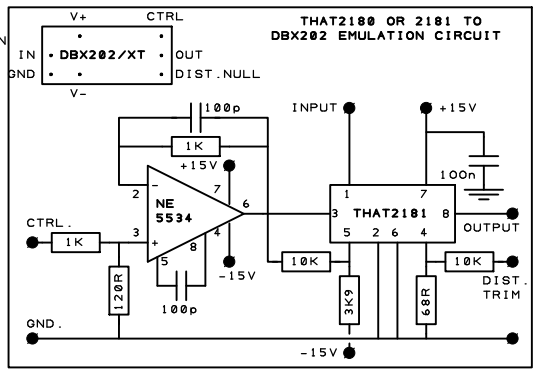 V+ CTRL
IN DBX202/XT OUT
GND DIST.NULL
V-
THAT2180 OR 2181 TO
DBX202 EMULATION CIRCUIT
100p
1K
+15V
INPUT
+15V
100n
2
NE
5534
7
6
3
1
7
THAT2181
8
OUTPUT
CTRL.
1K
3
5
8
4
5
2
6
4
120R
100p
-15V
10K
3K9
68R
10K
DIST.
TRIM
GND.
-15V